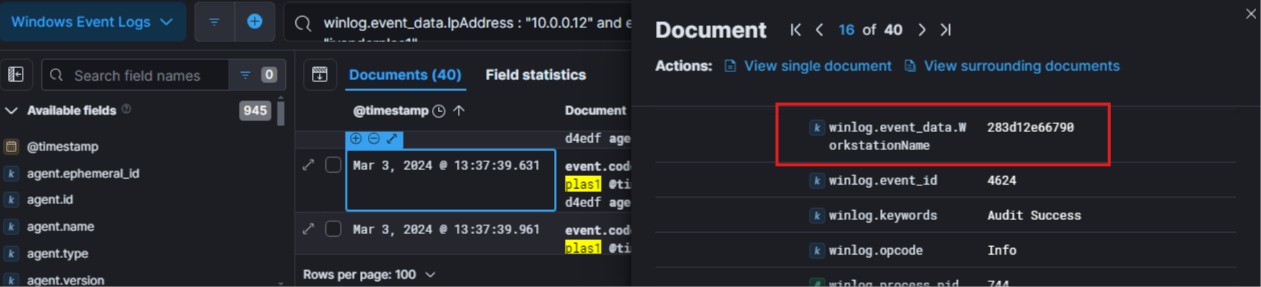 Windows Event Logs
winlog.event_data.IpAddress : "10.0.0.12" and e
Search field names
0
Documents (40)
Field statistics
Available fields
945
@timestamp
Document
@timestamp
agent.ephemeral_id
agent.id
agent.name
agent.type
agent.version
d4edf age
Mar 3, 2024 @ 13:37:39.631
event.cod
plas1 @ti
d4edf age
Mar 3, 2024 @ 13:37:39.961
event.cod
plas1 @ti
Rows per page: 100
Document
16 of 40
Actions:
View single document
View surrounding documents
winlog.event_data.W
orkstationName
283d12e66790
winlog.event_id
4624
winlog.keywords
Audit Success
winlog.opcode
Info
winlog.process.pid
744